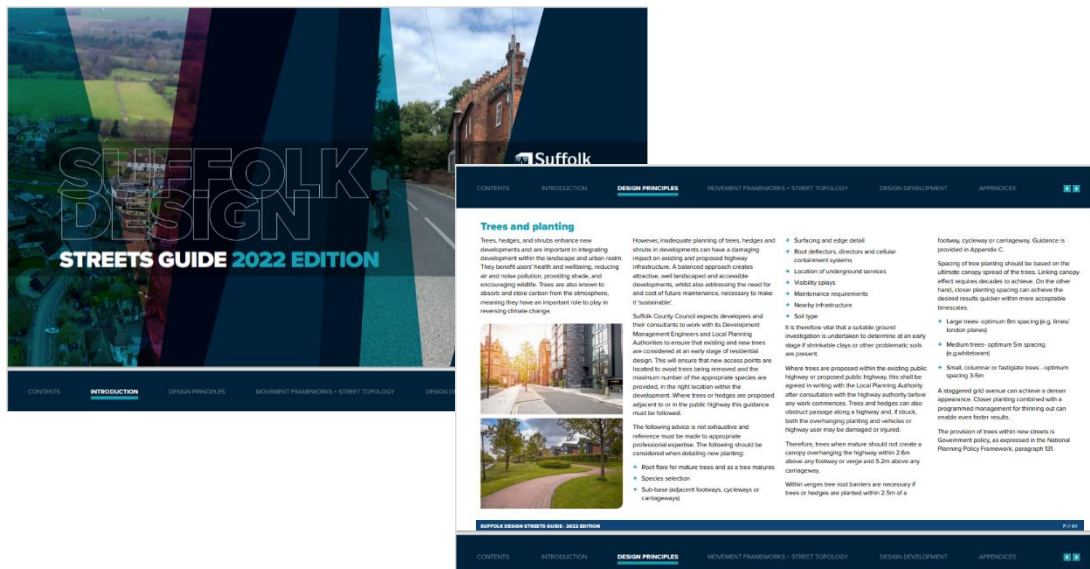 SUFFOLK
DESIGN
STREETS GUIDE 2022 EDITION
Suffolk
CONTENTS INTRODUCTION DESIGN PRINCIPLES MOVEMENT FRAMEWORKS + STREET TOPOLOGY
CONTENTS INTRODUCTION DESIGN PRINCIPLES MOVEMENT FRAMEWORKS + STREET TOPOLOGY DESIGN DEVELOPMENT APPENDICES
Trees and planting
Trees, hedges, and shrubs enhance new
developments and are important in integrating
development within the landscape and urban realm.
They benefit users' health and wellbeing, reducing
air and noise pollution, providing shade, and
encouraging wildlife. Trees are also known to
absorb and store carbon from the atmosphere,
meaning they have an important role to play in
reversing climate change.
However, inadequate planning of trees, hedges and
shrubs in developments can have a damaging
impact on existing and proposed highway
infrastructure. A balanced approach creates
attractive, well landscaped and accessible
developments, whilst also addressing the need for
and cost of future maintenance, necessary to make
it 'sustainable'.
Suffolk County Council expects developers and
their consultants to work with its Development
Management Engineers and Local Planning
Authorities to ensure that existing and new trees
are considered at an early stage of residential
design. This will ensure that new access points are
located to avoid trees being removed and the
maximum number of the appropriate species are
provided, in the right location within the
development. Where trees or hedges are proposed
adjacent to or in the public highway this guidance
must be followed.
The following advice is not exhaustive and
reference must be made to appropriate
professional expertise. The following should be
considered when detailing new planting:
+ Root flare for mature trees and as a tree matures
+ Species selection
+ Sub-base (adjacent footways, cycleways or
carriageways)
+ Surfacing and edge detail
+ Root deflectors, directors and cellular
containment systems
+ Location of underground services
+ Visibility splays
+ Maintenance requirements
+ Nearby infrastructure
+ Soil type
It is therefore vital that a suitable ground
investigation is undertaken to determine at an early
stage if shrinkable clays or other problematic soils
are present.
Where trees are proposed within the existing public
highway or proposed public highway, this shall be
agreed in writing with the Local Planning Authority
after consultation with the highway authority before
any work commences. Trees and hedges can also
obstruct passage along a highway and, if struck,
both the overhanging planting and vehicles or
highway user may be damaged or injured.
Therefore, trees when mature should not create a
canopy overhanging the highway within 2.6m
above any footway or verge and 5.2m above any
carriageway.
Within verges tree root barriers are necessary if
trees or hedges are planted within 2.5m of a
footway, cycleway or carriageway. Guidance is
provided in Appendix C.
Spacing of tree planting should be based on the
ultimate canopy spread of the trees. Linking canopy
effect requires decades to achieve. On the other
hand, closer planting spacing can achieve the
desired results quicker within more acceptable
timescales.
+ Large trees- optimum 8m spacing (e.g. limes/
london planes)
+ Medium trees- optimum 5m spacing
(e.g.whitebeam)
+ Small, columnar or fastigiate trees - optimum
spacing 3-5m
A staggered grid avenue can achieve a denser
appearance. Closer planting combined with a
programmed management for thinning out can
enable even faster results.
The provision of trees within new streets is
Government policy, as expressed in the National
Planning Policy Framework, paragraph 131.
SUFFOLK DESIGN STREETS GUIDE - 2022 EDITION
CONTENTS INTRODUCTION DESIGN PRINCIPLES MOVEMENT FRAMEWORKS + STREET TOPOLOGY DESIGN DEVELOPMENT APPENDICES